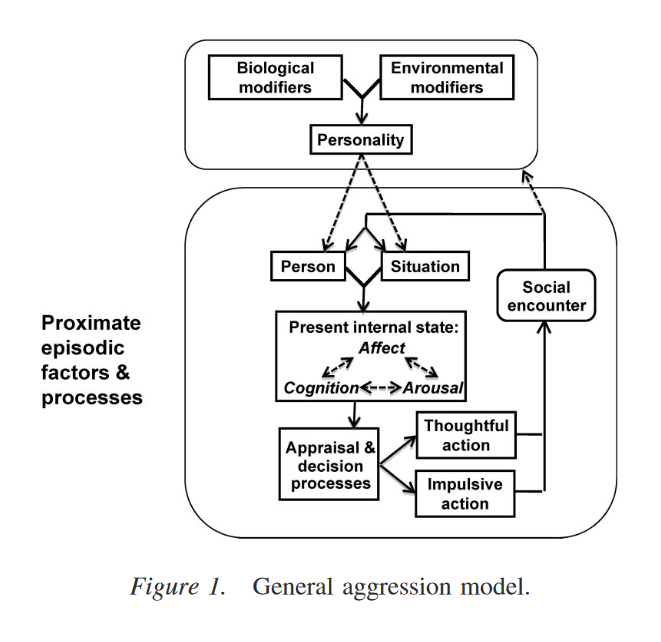 Biological
modifiers
Environmental
modifiers
Personality
Person
Situation
Social
encounter
Proximate
episodic
factors &
processes
Present internal state:
Affect
Cognition
Arousal
Appraisal &
decision
processes
Thoughtful
action
Impulsive
action
Figure 1. General aggression model.